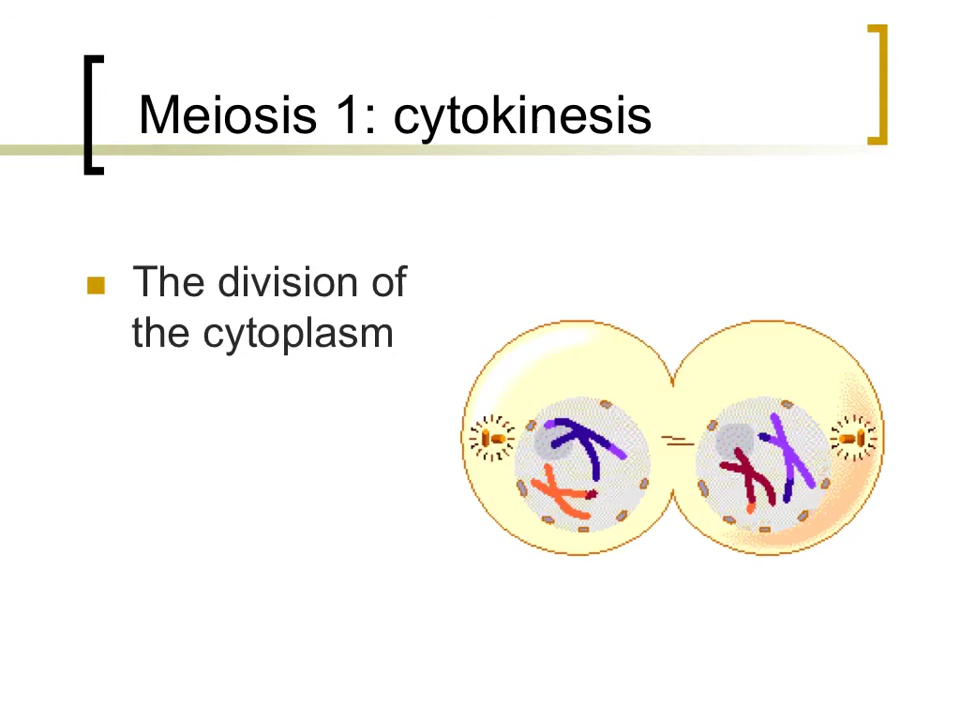 Meiosis 1: cytokinesis
The division of
the cytoplasm